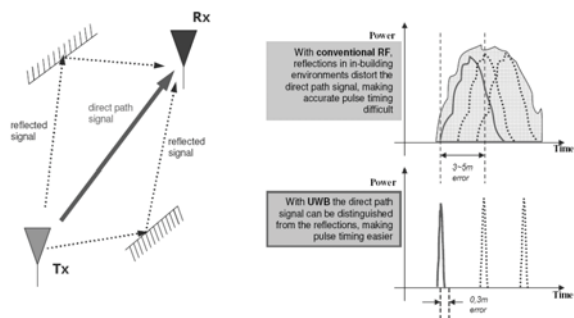 Rx
direct path
signal
reflected
signal
reflected
signal
Tx
Power
With conventional RF,
reflections in in-building
environments distort the
direct path signal, making
accurate pulse timing
difficult
Time
3~5m
error
Power
With UWB the direct path
signal can be distinguished
from the reflections, making
pulse timing easier
Time
0,3m
error